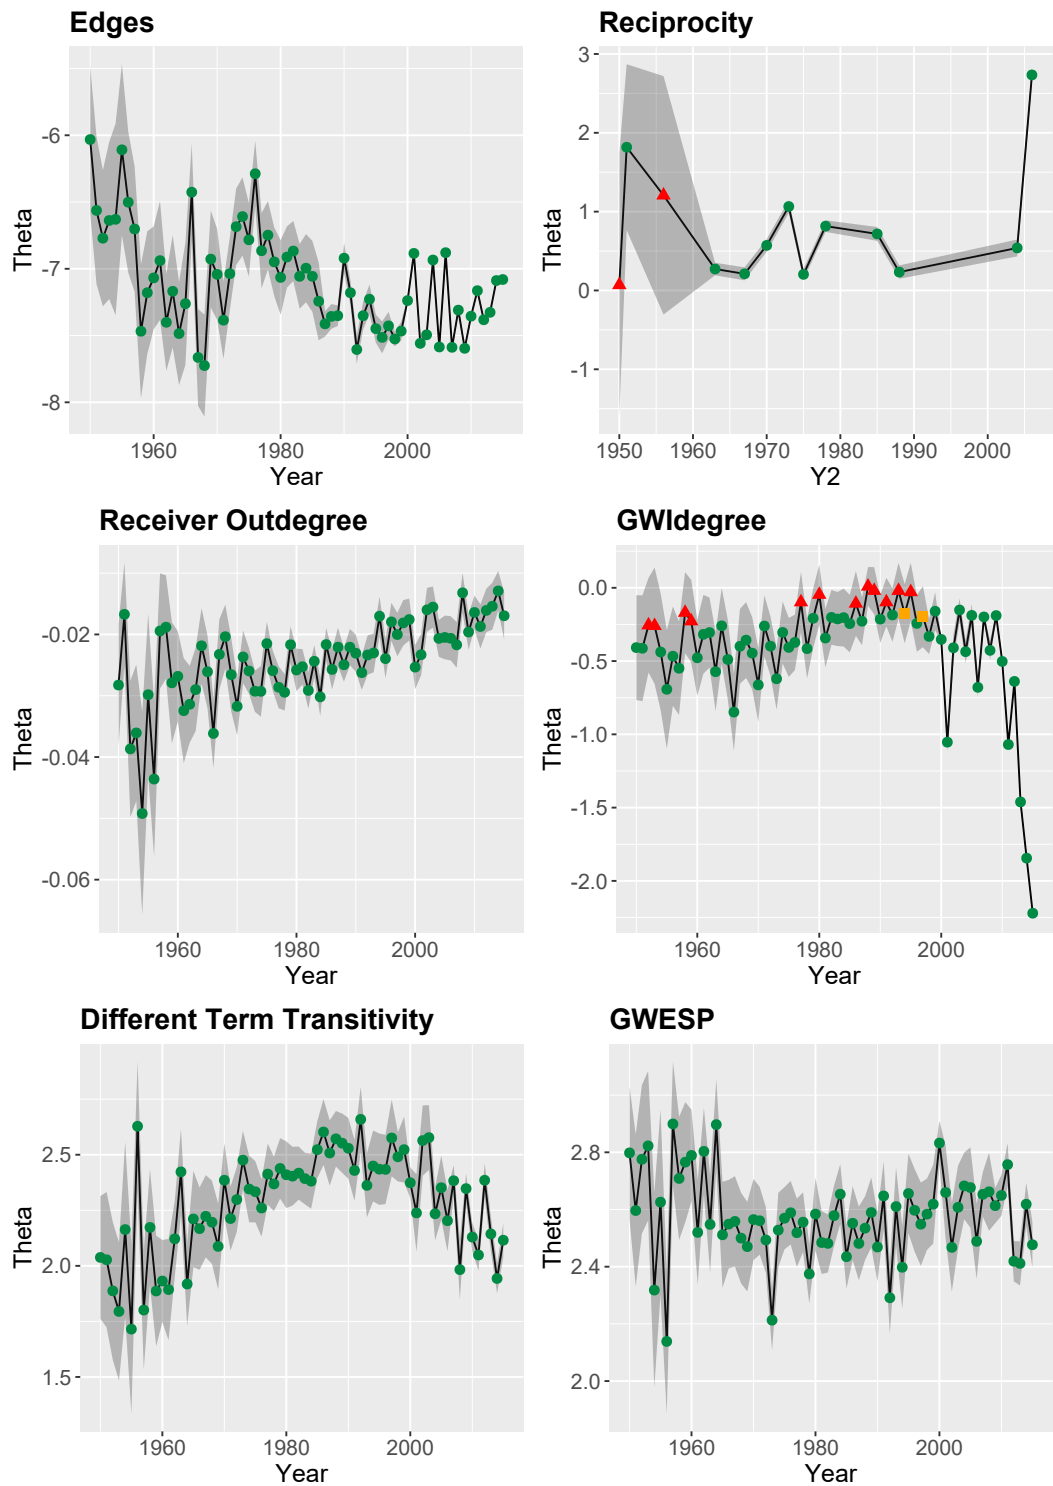 Edges
-6
-7
-8
Theta
1960 1980 2000
Year
Reciprocity
3
2
1
0
-1
Theta
1950 1960 1970 1980 1990 2000
Y2
Receiver Outdegree
-0.02
-0.04
-0.06
Theta
1960 1980 2000
Year
GWIdegree
0.0
-0.5
-1.0
-1.5
-2.0
Theta
1960 1980 2000
Year
Different Term Transitivity
2.5
2.0
1.5
Theta
1960 1980 2000
Year
GWESP
2.8
2.4
2.0
Theta
1960 1980 2000
Year